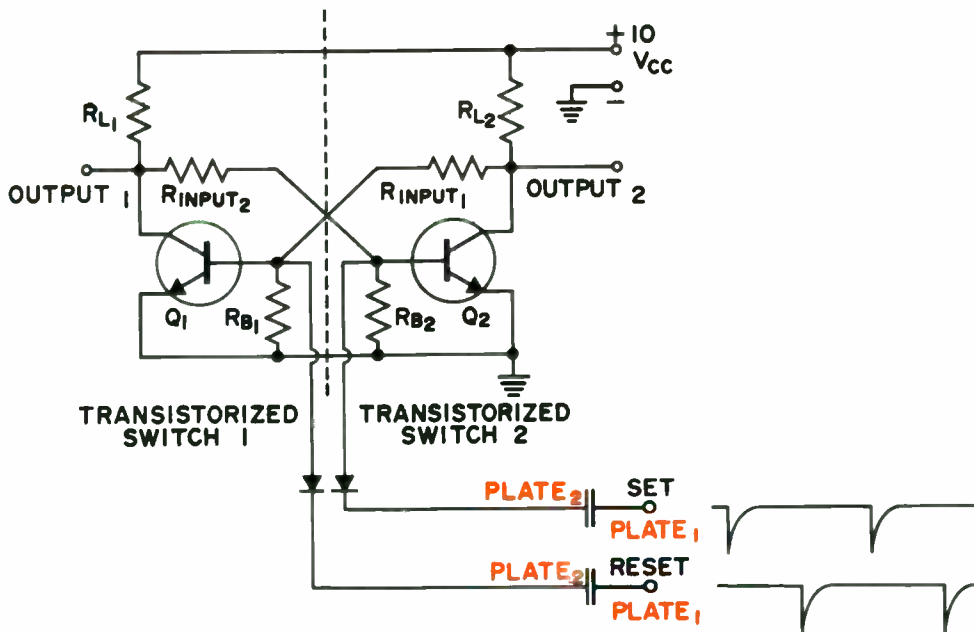 + 10
VCC
−
RL1
RL2
OUTPUT 1
RINPUT2
RINPUT1
OUTPUT 2
Q1
RB1
RB2
Q2
TRANSISTORIZED
SWITCH 1
TRANSISTORIZED
SWITCH 2
PLATE2
SET
PLATE1
PLATE2
RESET
PLATE1